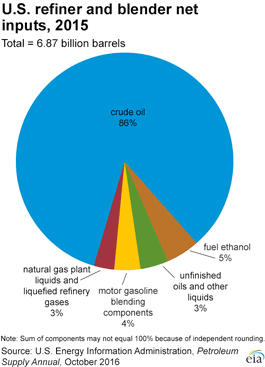 U.S. refiner and blender net
inputs, 2015
Total = 6.87 billion barrels
crude oil
86%
fuel ethanol
5%
unfinished
oils and other
liquids
3%
motor gasoline
blending
components
4%
natural gas plant
liquids and
liquefied refinery
gases
3%
Note: Sum of components may not equal 100% because of independent rounding.
Source: U.S. Energy Information Administration, Petroleum
Supply Annual, October 2016
eia